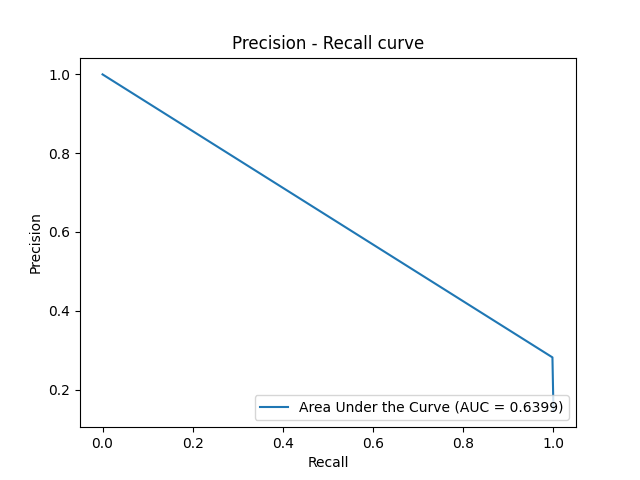 Precision - Recall curve
1.0
0.8
0.6
0.4
0.2
Precision
Area Under the Curve (AUC = 0.6399)
0.0 0.2 0.4 0.6 0.8 1.0
Recall